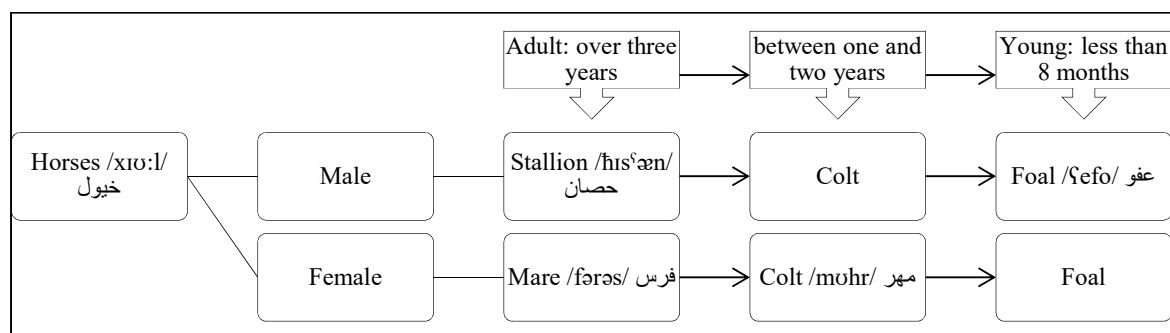 Adult: over three
years
between one and
two years
Young: less than
8 months
Horses /xɪʊ:l/
خيول
Male
Stallion /ħɪsˤæn/
حصان
Colt
Foal /ʕefo/ عفو
Female
Mare /fərəs/ فرس
Colt /mʊhr/ مهر
Foal